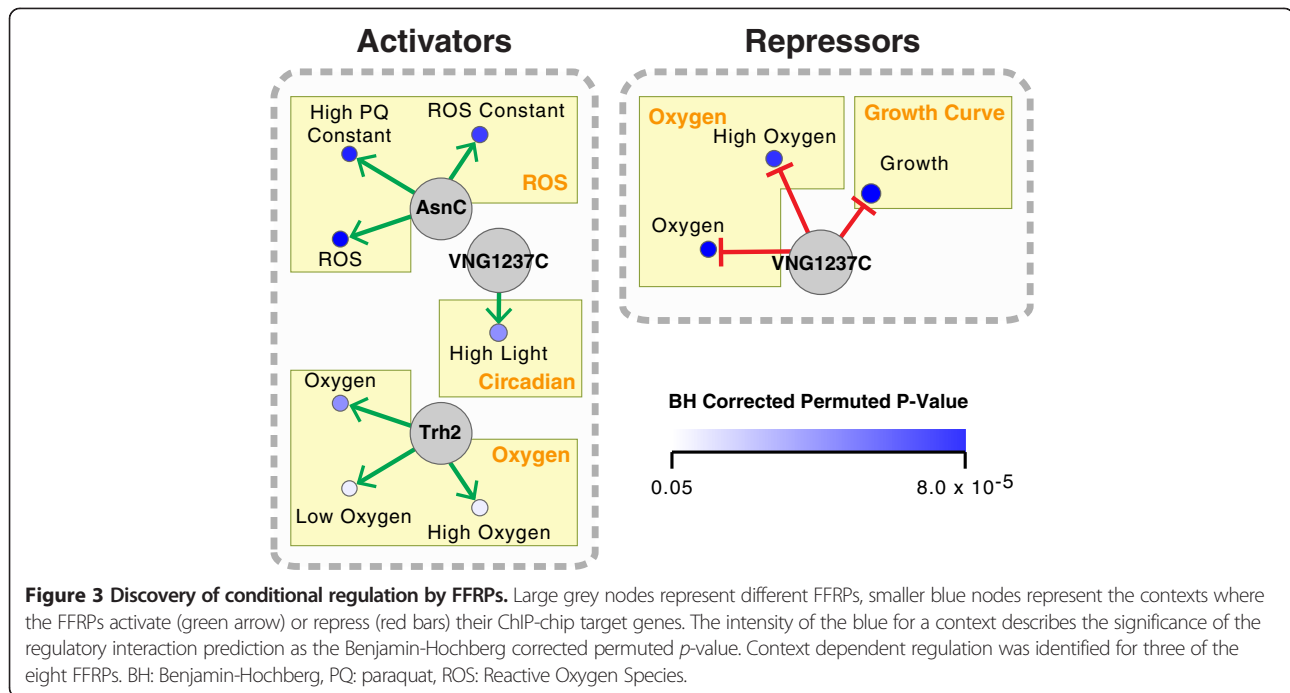 Activators
Repressors
High PQ
Constant
ROS Constant
ROS
AsnC
ROS
VNG1237C
High Light
Circadian
Oxygen
Trh2
Oxygen
Low Oxygen
High Oxygen
Oxygen
High Oxygen
Growth Curve
Growth
Oxygen
VNG1237C
BH Corrected Permuted P-Value
0.05
8.0 x 10-5
Figure 3 Discovery of conditional regulation by FFRPs. Large grey nodes represent different FFRPs, smaller blue nodes represent the contexts where
the FFRPs activate (green arrow) or repress (red bars) their ChIP-chip target genes. The intensity of the blue for a context describes the significance of the
regulatory interaction prediction as the Benjamin-Hochberg corrected permuted p-value. Context dependent regulation was identified for three of the
eight FFRPs. BH: Benjamin-Hochberg, PQ: paraquat, ROS: Reactive Oxygen Species.